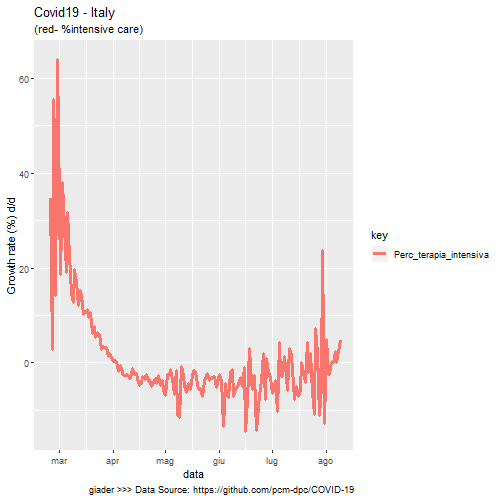 Covid19 - Italy
(red- %intensive care)
Growth rate (%) d/d
60
40
20
0
mar apr mag giu lug ago
data
key
Perc_terapia_intensiva
giader >>> Data Source: https://github.com/pcm-dpc/COVID-19